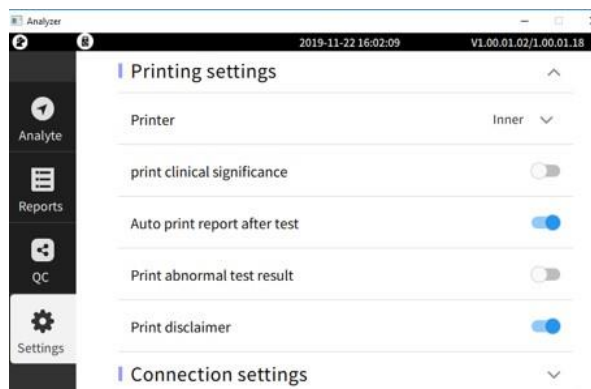 Analyzer
2019-11-22 16:02:09 V1.00.01.02/1.00.01.18
Printing settings
Printer Inner
Analyte
print clinical significance
Reports
Auto print report after test
QC
Print abnormal test result
Settings
Print disclaimer
Connection settings